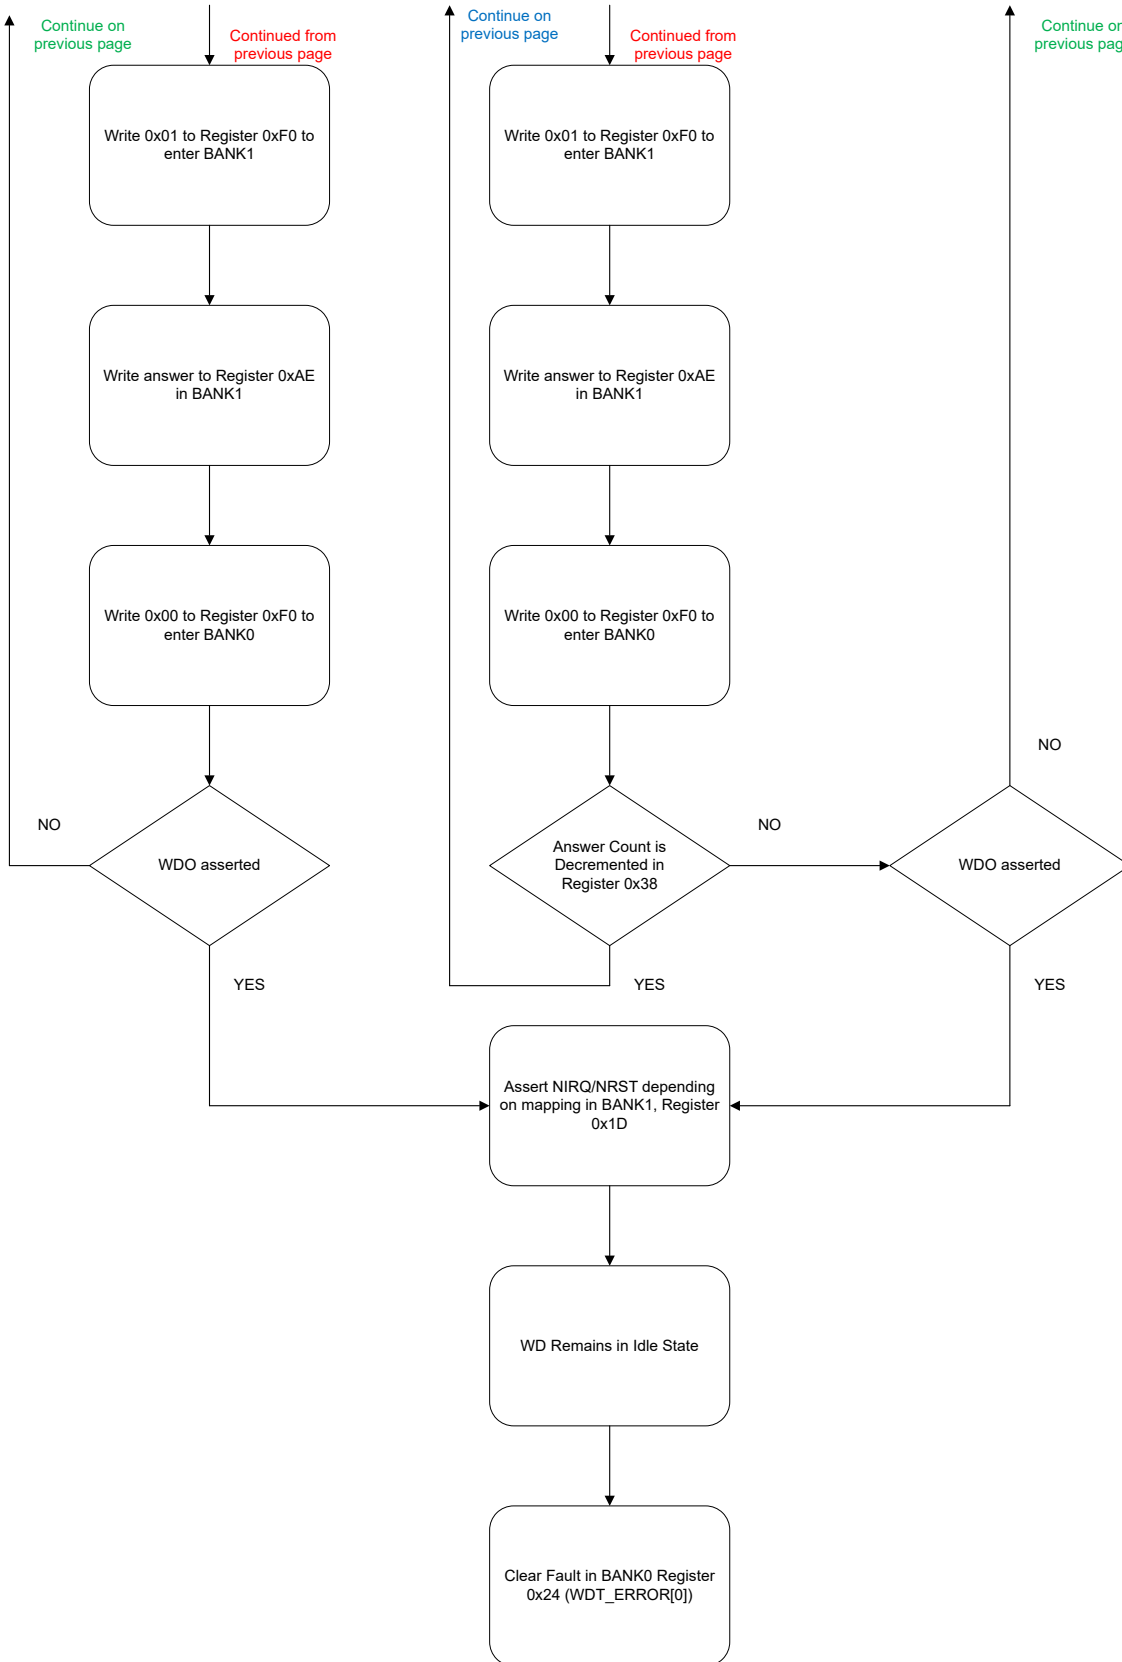 Continue on
previous page
Continued from
previous page
Continue on
previous page
Continued from
previous page
Continue on
previous pag
Write 0x01 to Register 0xF0 to
enter BANK1
Write 0x01 to Register 0xF0 to
enter BANK1
Write answer to Register 0xAE
in BANK1
Write answer to Register 0xAE
in BANK1
Write 0x00 to Register 0xF0 to
enter BANK0
Write 0x00 to Register 0xF0 to
enter BANK0
NO
NO
WDO asserted
Answer Count is
Decremented in
Register 0x38
NO
WDO asserted
YES
YES
YES
Assert NIRQ/NRST depending
on mapping in BANK1, Register
0x1D
WD Remains in Idle State
Clear Fault in BANK0 Register
0x24 (WDT_ERROR[0])